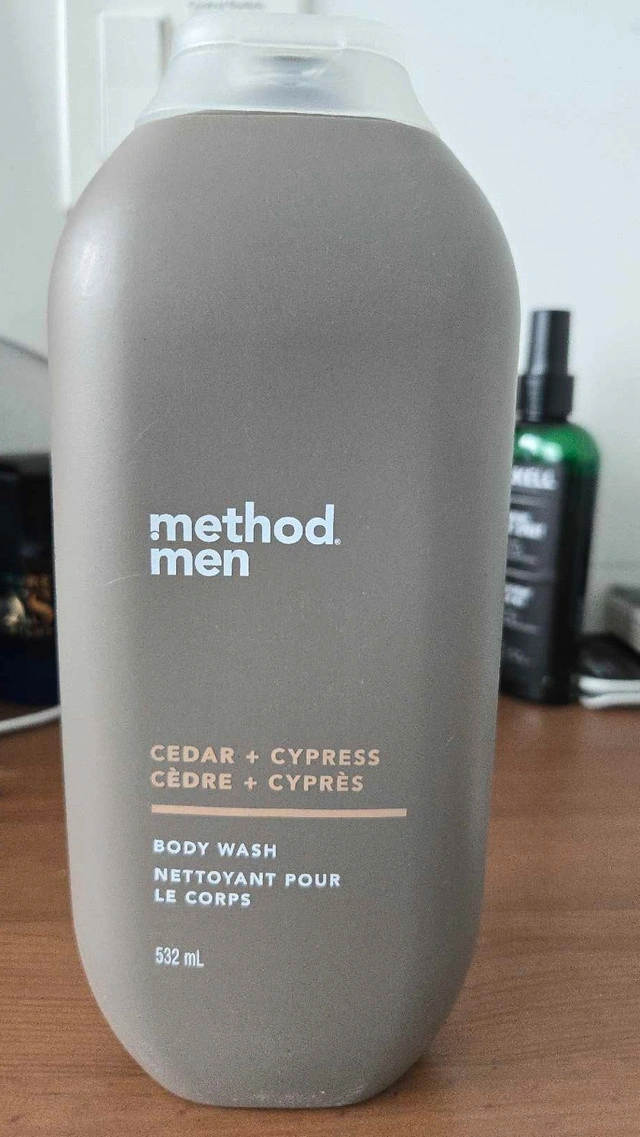 method®
men
CEDAR + CYPRESS
CÈDRE + CYPRÈS
BODY WASH
NETTOYANT POUR
LE CORPS
532 mL